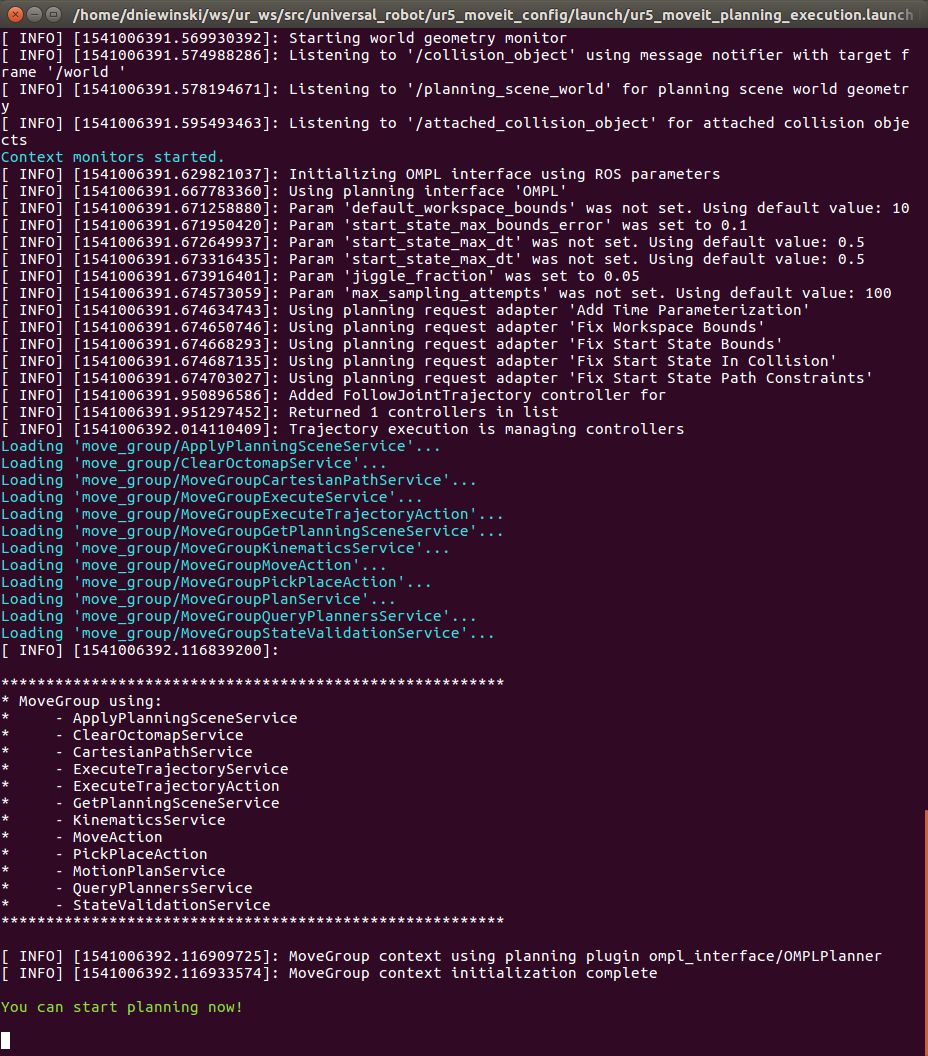 /home/dniewinski/ws/ur_ws/src/universal_robot/ur5_moveit_config/launch/ur5_moveit_planning_execution.launch
[ INFO] [1541006391.569930392]: Starting world geometry monitor
[ INFO] [1541006391.574988286]: Listening to '/collision_object' using message notifier with target f
rame '/world '
[ INFO] [1541006391.578194671]: Listening to '/planning_scene_world' for planning scene world geometr
y
[ INFO] [1541006391.595493463]: Listening to '/attached_collision_object' for attached collision obje
cts
Context monitors started.
[ INFO] [1541006391.629821037]: Initializing OMPL interface using ROS parameters
[ INFO] [1541006391.667783360]: Using planning interface 'OMPL'
[ INFO] [1541006391.671258880]: Param 'default_workspace_bounds' was not set. Using default value: 10
[ INFO] [1541006391.671950420]: Param 'start_state_max_bounds_error' was set to 0.1
[ INFO] [1541006391.672649937]: Param 'start_state_max_dt' was not set. Using default value: 0.5
[ INFO] [1541006391.673316435]: Param 'start_state_max_dt' was not set. Using default value: 0.5
[ INFO] [1541006391.673916401]: Param 'jiggle_fraction' was set to 0.05
[ INFO] [1541006391.674573059]: Param 'max_sampling_attempts' was not set. Using default value: 100
[ INFO] [1541006391.674634743]: Using planning request adapter 'Add Time Parameterization'
[ INFO] [1541006391.674650746]: Using planning request adapter 'Fix Workspace Bounds'
[ INFO] [1541006391.674668293]: Using planning request adapter 'Fix Start State Bounds'
[ INFO] [1541006391.674687135]: Using planning request adapter 'Fix Start State In Collision'
[ INFO] [1541006391.674703027]: Using planning request adapter 'Fix Start State Path Constraints'
[ INFO] [1541006391.950896586]: Added FollowJointTrajectory controller for
[ INFO] [1541006391.951297452]: Returned 1 controllers in list
[ INFO] [1541006392.014110409]: Trajectory execution is managing controllers
Loading 'move_group/ApplyPlanningSceneService'...
Loading 'move_group/ClearOctomapService'...
Loading 'move_group/MoveGroupCartesianPathService'...
Loading 'move_group/MoveGroupExecuteService'...
Loading 'move_group/MoveGroupExecuteTrajectoryAction'...
Loading 'move_group/MoveGroupGetPlanningSceneService'...
Loading 'move_group/MoveGroupKinematicsService'...
Loading 'move_group/MoveGroupMoveAction'...
Loading 'move_group/MoveGroupPickPlaceAction'...
Loading 'move_group/MoveGroupPlanService'...
Loading 'move_group/MoveGroupQueryPlannersService'...
Loading 'move_group/MoveGroupStateValidationService'...
[ INFO] [1541006392.116839200]:
********************************************************
* MoveGroup using:
*     - ApplyPlanningSceneService
*     - ClearOctomapService
*     - CartesianPathService
*     - ExecuteTrajectoryService
*     - ExecuteTrajectoryAction
*     - GetPlanningSceneService
*     - KinematicsService
*     - MoveAction
*     - PickPlaceAction
*     - MotionPlanService
*     - QueryPlannersService
*     - StateValidationService
********************************************************
[ INFO] [1541006392.116909725]: MoveGroup context using planning plugin ompl_interface/OMPLPlanner
[ INFO] [1541006392.116933574]: MoveGroup context initialization complete
You can start planning now!